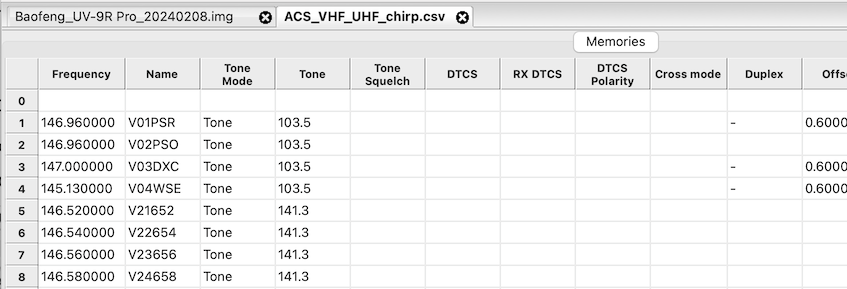 Baofeng_UV-9R Pro_20240208.img ACS_VHF_UHF_chirp.csv
Memories
Frequency Name Tone Mode Tone Tone Squelch DTCS RX DTCS DTCS Polarity Cross mode Duplex Offse
0
1 146.960000 V01PSR Tone 103.5 - 0.6000
2 146.960000 V02PSO Tone 103.5
3 147.000000 V03DXC Tone 103.5 - 0.6000
4 145.130000 V04WSE Tone 103.5 - 0.6000
5 146.520000 V21652 Tone 141.3
6 146.540000 V22654 Tone 141.3
7 146.560000 V23656 Tone 141.3
8 146.580000 V24658 Tone 141.3